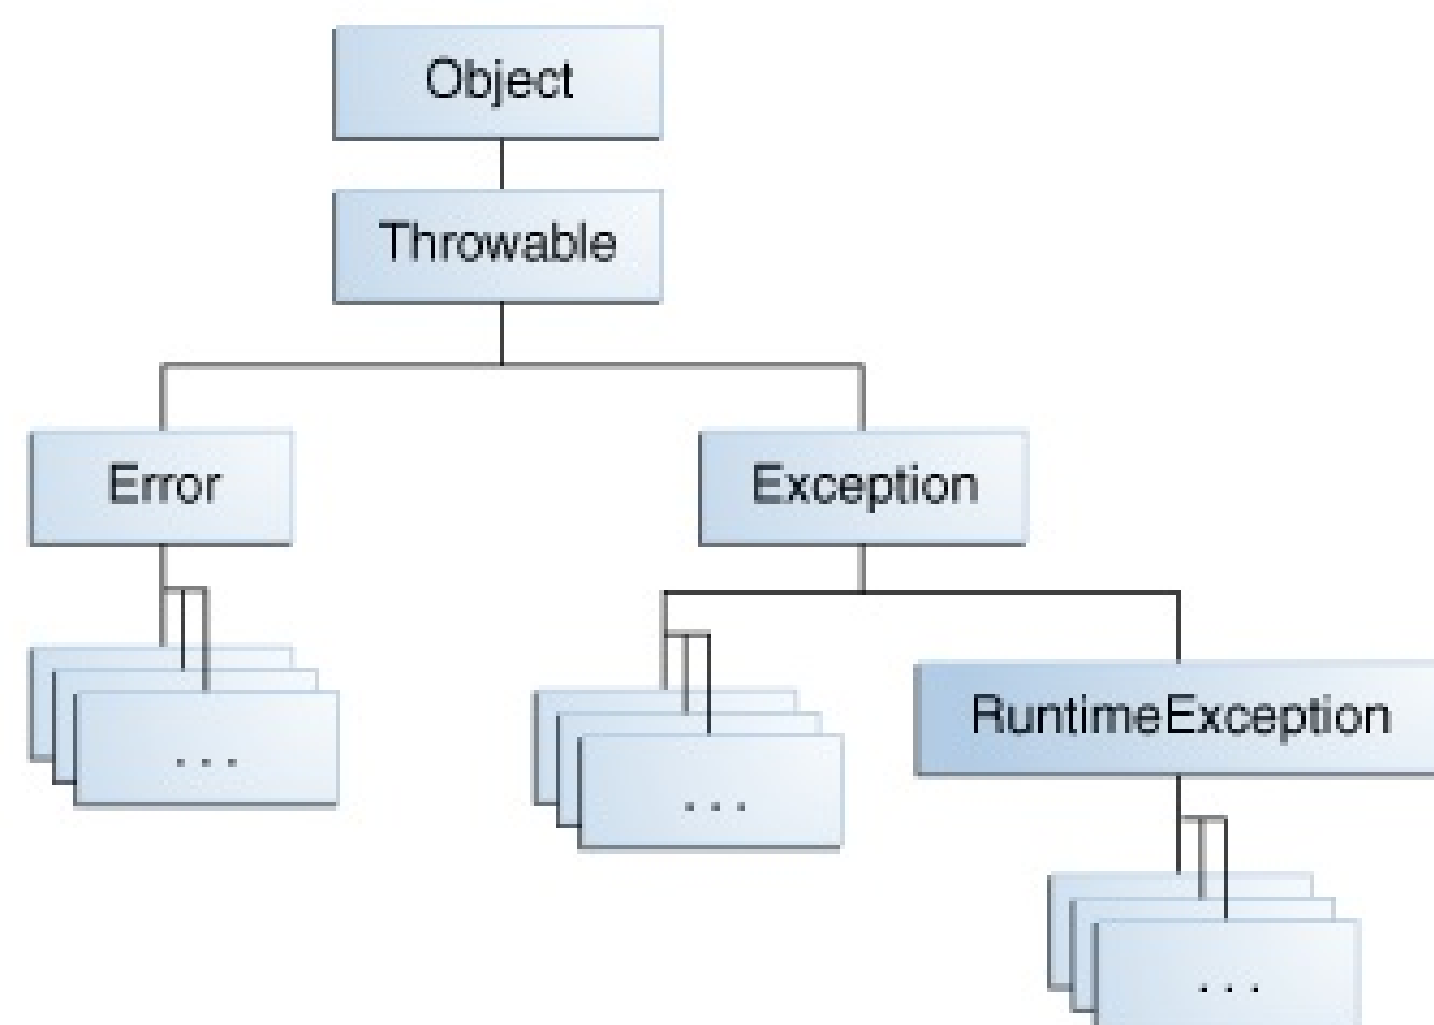 Object
Throwable
Error
Exception
RuntimeException
...
...
...